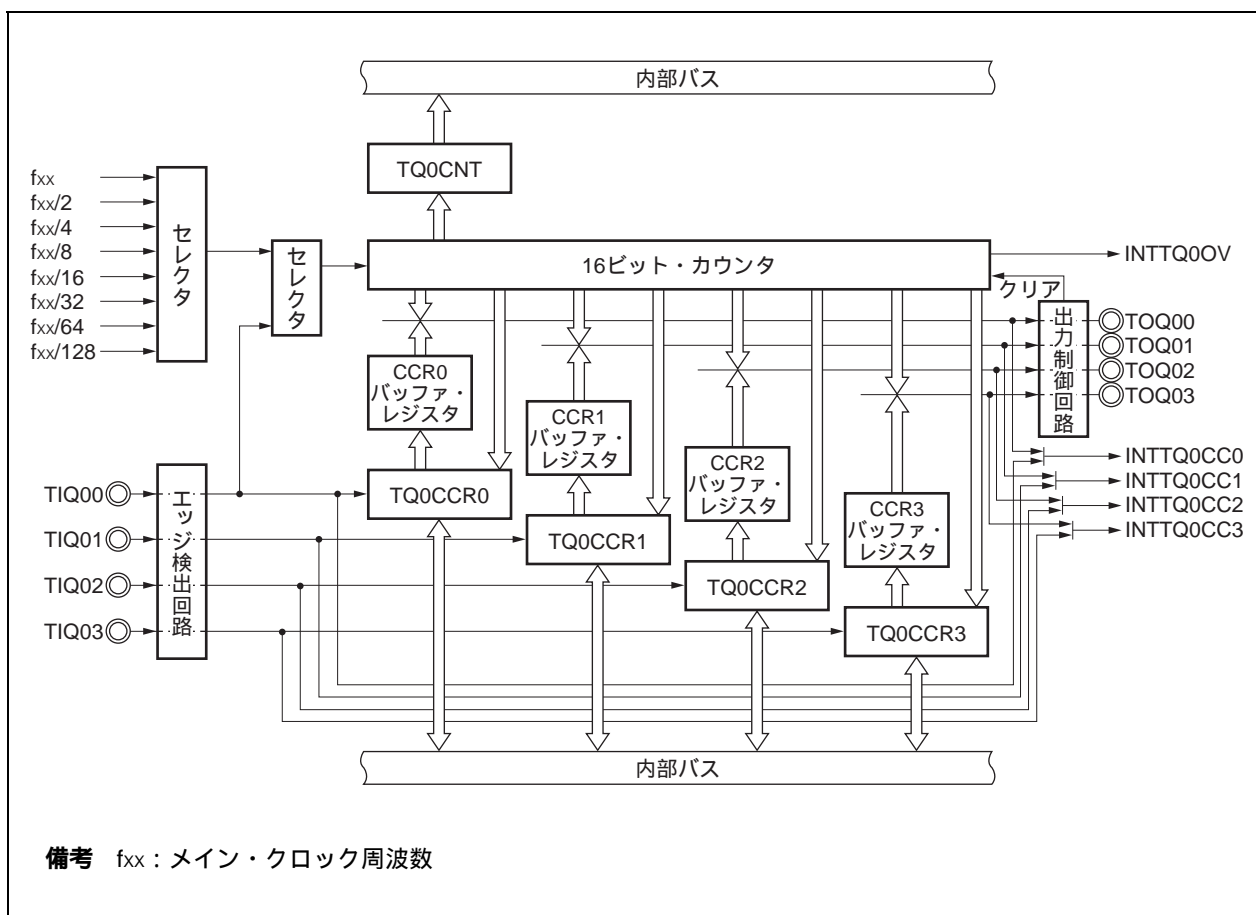 内部バス
TQ0CNT
fxx
fxx/2
fxx/4
fxx/8
fxx/16
fxx/32
fxx/64
fxx/128
セレクタ
セレクタ
16ビット・カウンタ
INTTQ0OV
クリア
出力制御回路
TOQ00
TOQ01
TOQ02
TOQ03
CCR0
バッファ・
レジスタ
CCR1
バッファ・
レジスタ
CCR2
バッファ・
レジスタ
CCR3
バッファ・
レジスタ
INTTQ0CC0
INTTQ0CC1
INTTQ0CC2
INTTQ0CC3
TIQ00
TIQ01
TIQ02
TIQ03
エッジ検出回路
TQ0CCR0
TQ0CCR1
TQ0CCR2
TQ0CCR3
内部バス
備考 fxx：メイン・クロック周波数